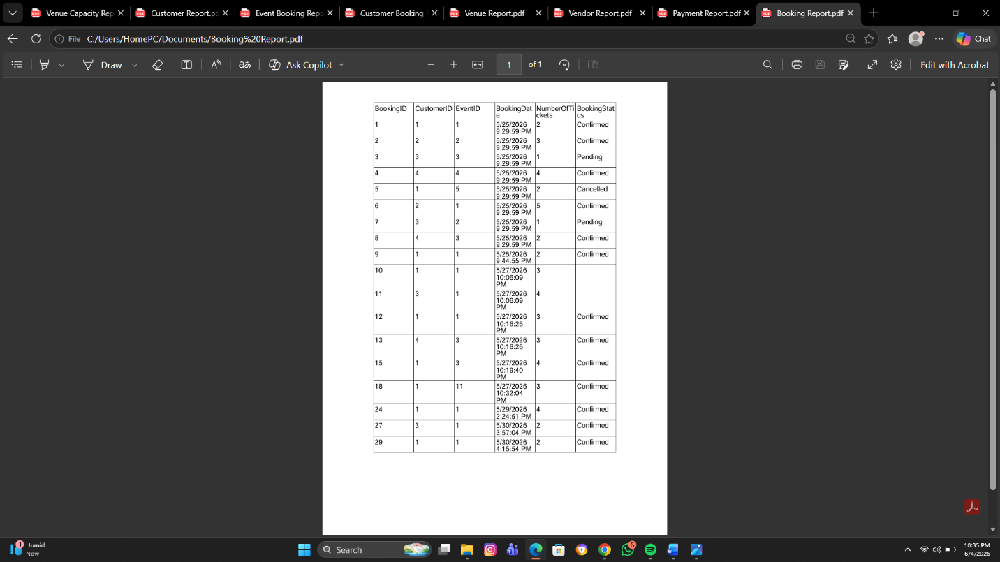 Venue Capacity Rep
Customer Report.pd
Event Booking Repo
Customer Booking
Venue Report.pdf
Vendor Report.pdf
Payment Report.pdf
Booking Report.pdf
File C:/Users/HomePC/Documents/Booking%20Report.pdf
Chat
Draw
aあ
Ask Copilot
1 of 1
Edit with Acrobat
BookingID CustomerID EventID BookingDat NumberOfTi BookingStat
e ckets us
1 1 1 5/25/2026 2 Confirmed
9:29:59 PM
2 2 2 5/25/2026 3 Confirmed
9:29:59 PM
3 3 3 5/25/2026 1 Pending
9:29:59 PM
4 4 4 5/25/2026 4 Confirmed
9:29:59 PM
5 1 5 5/25/2026 2 Cancelled
9:29:59 PM
6 2 1 5/25/2026 5 Confirmed
9:29:59 PM
7 3 2 5/25/2026 1 Pending
9:29:59 PM
8 4 3 5/25/2026 2 Confirmed
9:29:59 PM
9 1 1 5/25/2026 2 Confirmed
9:44:55 PM
10 1 1 5/27/2026 3
10:06:09
PM
11 3 1 5/27/2026 4
10:06:09
PM
12 1 1 5/27/2026 3 Confirmed
10:16:26
PM
13 4 3 5/27/2026 3 Confirmed
10:16:26
PM
15 1 3 5/27/2026 4 Confirmed
10:19:40
PM
18 1 11 5/27/2026 3 Confirmed
10:32:04
PM
24 1 1 5/29/2026 4 Confirmed
2:24:51 PM
27 3 1 5/30/2026 2 Confirmed
3:57:04 PM
29 1 1 5/30/2026 2 Confirmed
4:15:54 PM
1
Humid
Now
Search
6
10:35 PM
6/4/2026